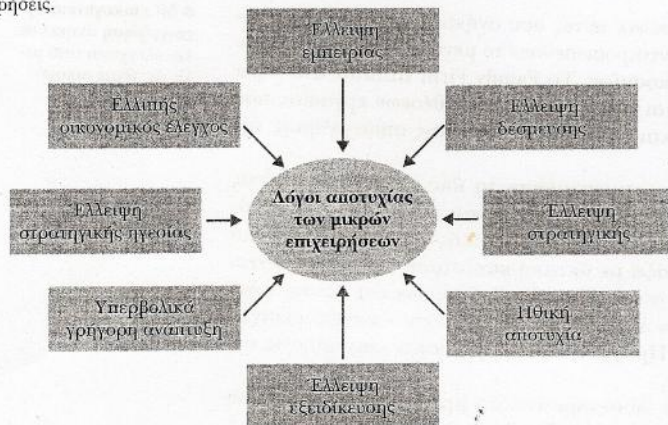 ρήσεις.
Έλλειψη
εμπειρίας
Ελλιπής
οικονομικός έλεγχος
Έλλειψη
δέσμευσης
Έλλειψη
στρατηγικής ηγεσίας
Λόγοι αποτυχίας
των μικρών
επιχειρήσεων
Έλλειψη
στρατηγικής
Υπερβολικά
γρήγορη ανάπτυξη
Ηθική
αποτυχία
Έλλειψη
εξειδίκευσης